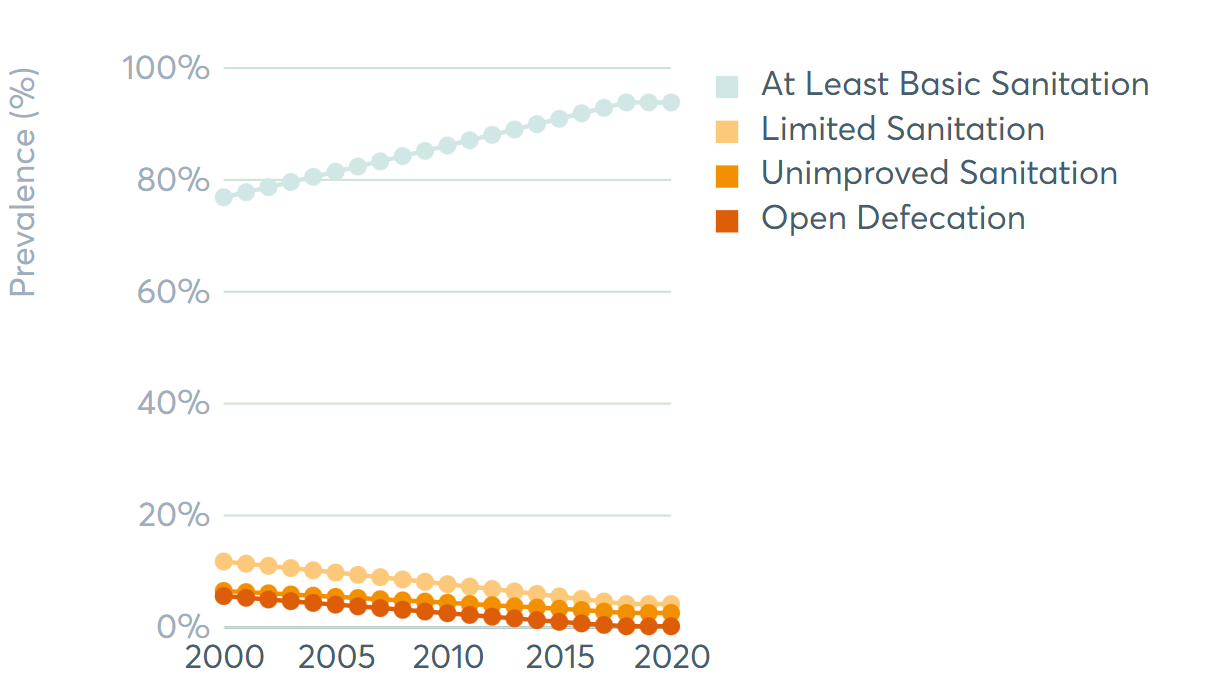 Prevalence (%)
100%
80%
60%
40%
20%
0%
2000 2005 2010 2015 2020
At Least Basic Sanitation
Limited Sanitation
Unimproved Sanitation
Open Defecation